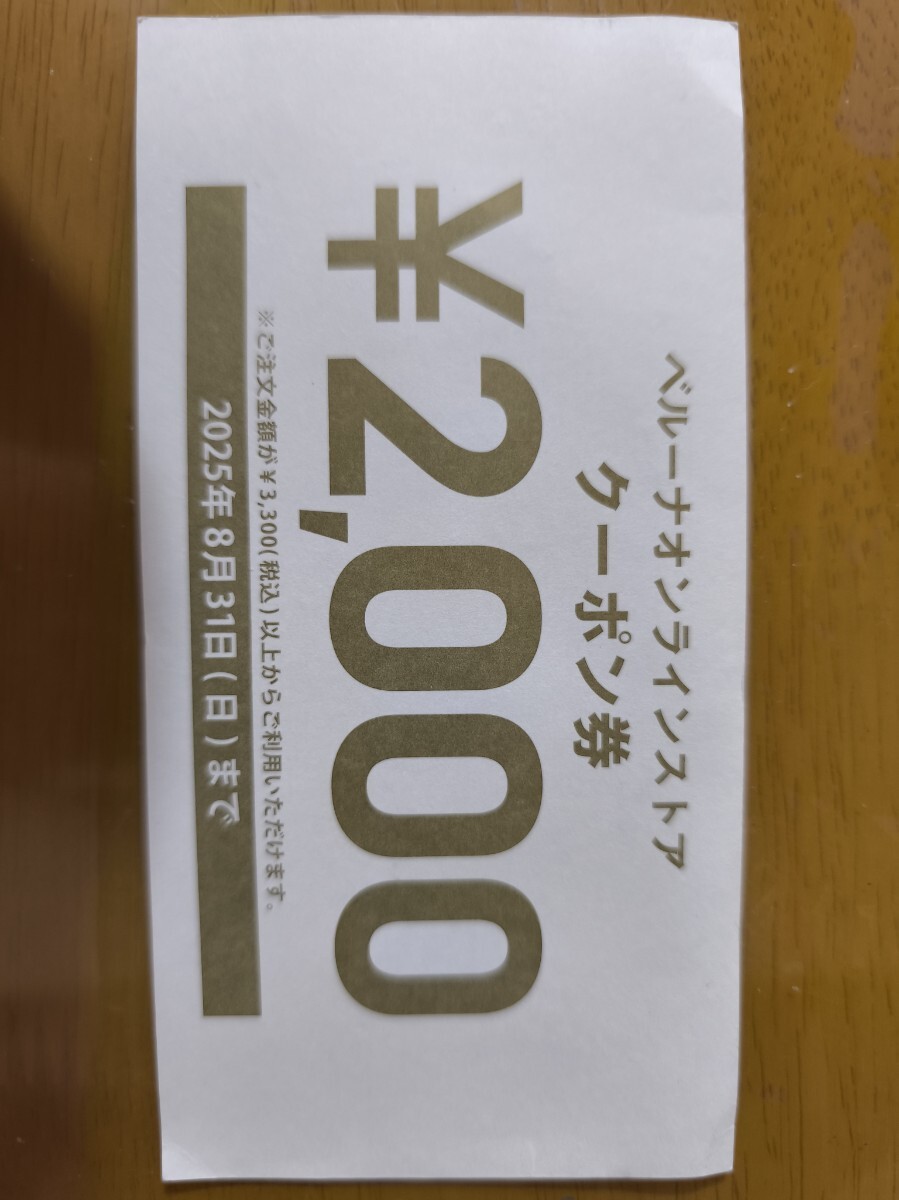 ベルーナオンラインストア
クーポン券
¥2,000
※ご注文金額が¥3,300(税込)以上からご利用いただけます。
2025年8月31日(日)まで